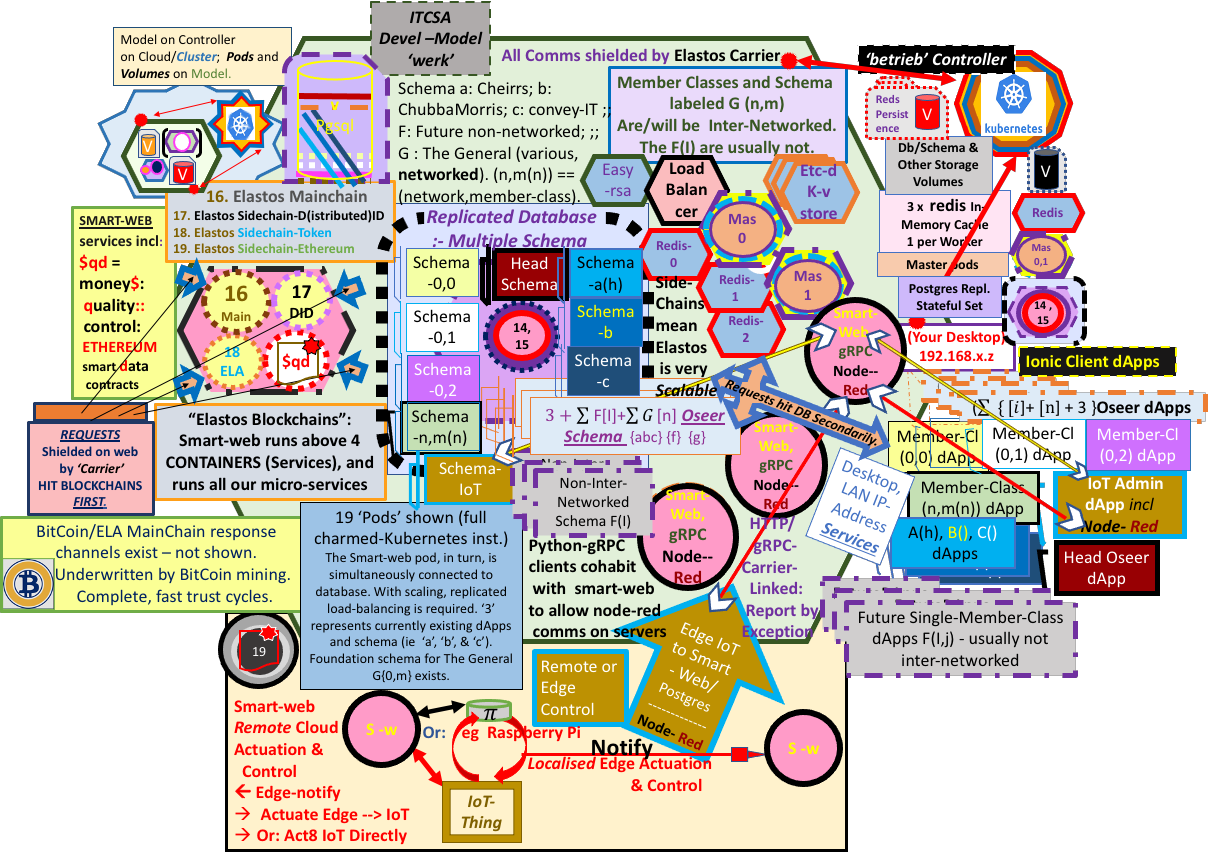 ITCSA
Devel –Model
‘werk’
Model on Controller
on Cloud/Cluster; Pods and
Volumes on Model.
V
V
V
Pgsql
All Comms shielded by Elastos Carrier
Schema a: Cheirrs; b:
ChubbaMorris; c: convey-IT ;;
F: Future non-networked; ;;
G : The General (various,
networked). (n,m(n)) ==
(network,member-class).
Member Classes and Schema
labeled G (n,m)
Are/will be Inter-Networked.
The F(I) are usually not.
‘betrieb’ Controller
Reds
Persist
ence
V
kubernetes
Db/Schema &
Other Storage
Volumes
V
3 x redis In-
Memory Cache
1 per Worker
Redis
Master pods
Mas
0,1
Postgres Repl.
Stateful Set
14,
15
(Your Desktop
192.168.x.z
Easy
-rsa
Load
Balan
cer
Etc-d
K-v
store
Mas
0
Mas
1
Redis-
0
Redis-
1
Redis-
2
16. Elastos Mainchain
17. Elastos Sidechain-D(istributed)ID
18. Elastos Sidechain-Token
19. Elastos Sidechain-Ethereum
SMART-WEB
services incl:
$qd =
money$:
quality::
control:
ETHEREUM
smart data
contracts
16
Main
17
DID
18
ELA
$qd
Replicated Database
:- Multiple Schema
Schema
-0,0
Head
Schema
Schema
-a(h)
Schema
-0,1
14,
15
Schema
-b
Schema
-0,2
Schema
-c
Schema
-n,m(n)
Schema-
IoT
Side-
Chains
mean
Elastos
is very
Scalable
3 + ∑ F[I]+∑ G [n] Oseer
Schema {abc} {f} {g}
Non-Inter-
Networked
Schema F(I)
Smart-
Web,
gRPC
Node--
Red
Smart-
Web,
gRPC
Node--
Red
Smart-
Web,
gRPC
Node--
Red
Requests hit DB Secondarily.
Ionic Client dApps
(∑ { [i]+ [n] + 3 }Oseer dApps
Member-Cl
(0,0) dApp
Member-Cl
(0,1) dApp
Member-Cl
(0,2) dApp
Member-Class
(n,m(n)) dApp
IoT Admin
dApp incl
Node- Red
A(h), B(), C()
dApps
Head Oseer
dApp
Desktop,
LAN IP-
Address
Services
Future Single-Member-Class
dApps F(I,j) - usually not
inter-networked
REQUESTS
Shielded on web
by ‘Carrier’
HIT BLOCKCHAINS
FIRST.
“Elastos Blockchains”:
Smart-web runs above 4
CONTAINERS (Services), and
runs all our micro-services
BitCoin/ELA MainChain response
channels exist – not shown.
Underwritten by BitCoin mining.
Complete, fast trust cycles.
19 ‘Pods’ shown (full
charmed-Kubernetes inst.)
The Smart-web pod, in turn, is
simultaneously connected to
database. With scaling, replicated
load-balancing is required. ‘3’
represents currently existing dApps
and schema (ie ‘a’, ‘b’, & ‘c’).
Foundation schema for The General
G{0,m} exists.
Python-gRPC
clients cohabit
with smart-web
to allow node-red
comms on servers
HTTP/
gRPC-
Carrier-
Linked:
Report by
Exception
19
Edge IoT
to Smart
- Web/
Postgres
------------
Node- Red
Remote or
Edge
Control
Smart-web
Remote Cloud
Actuation &
Control
← Edge-notify
→ Actuate Edge --> IoT
→ Or: Act8 IoT Directly
S -w
Or:
π
eg Raspberry Pi
Notify
Localised Edge Actuation
& Control
S -w
IoT-
Thing